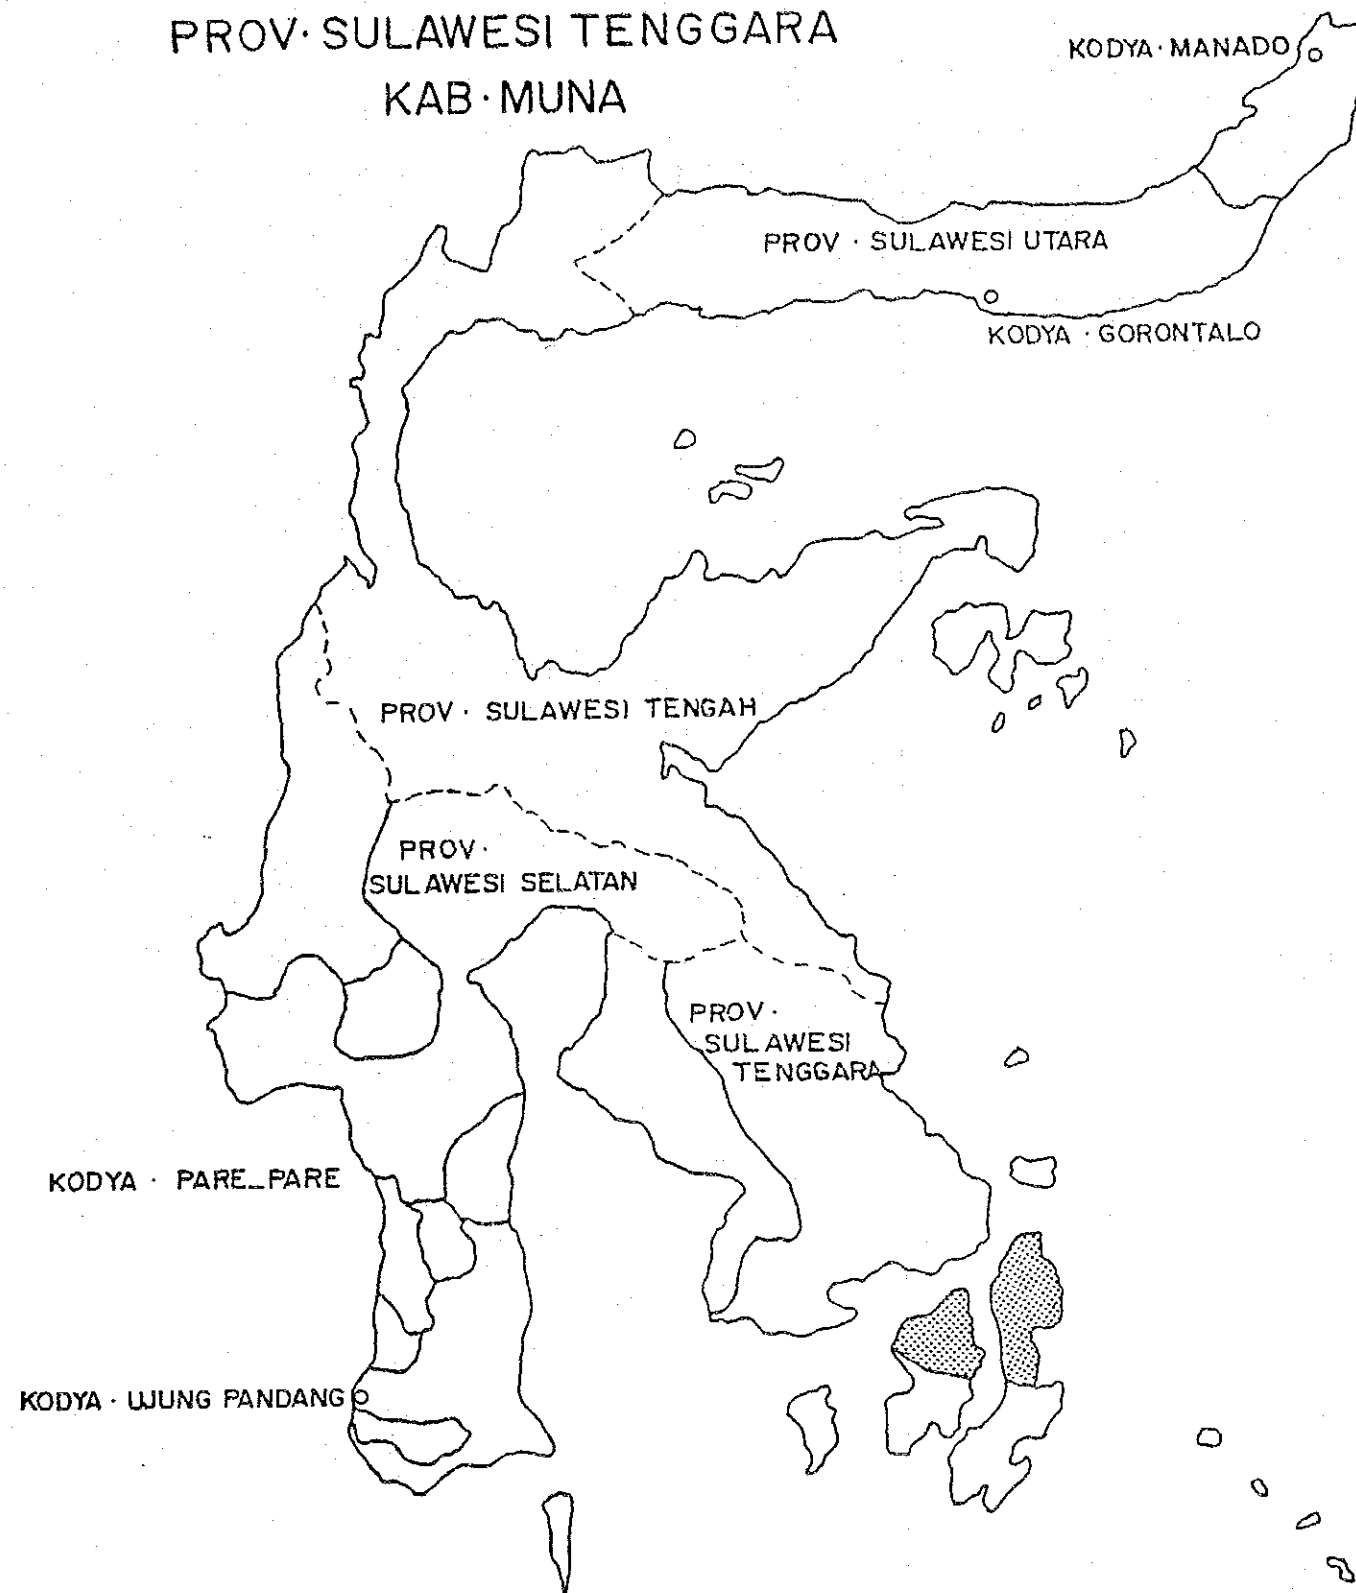 PROV. SULAWESI TENGGARA
KAB. MUNA
KODYA. MANADO
PROV. SULAWESI UTARA
KODYA. GORONTALO
PROV. SULAWESI TENGAH
PROV.
SULAWESI SELATAN
PROV.
SULAWESI
TENGGARA
KODYA. PARE_PARE
KODYA. UJUNG PANDANG